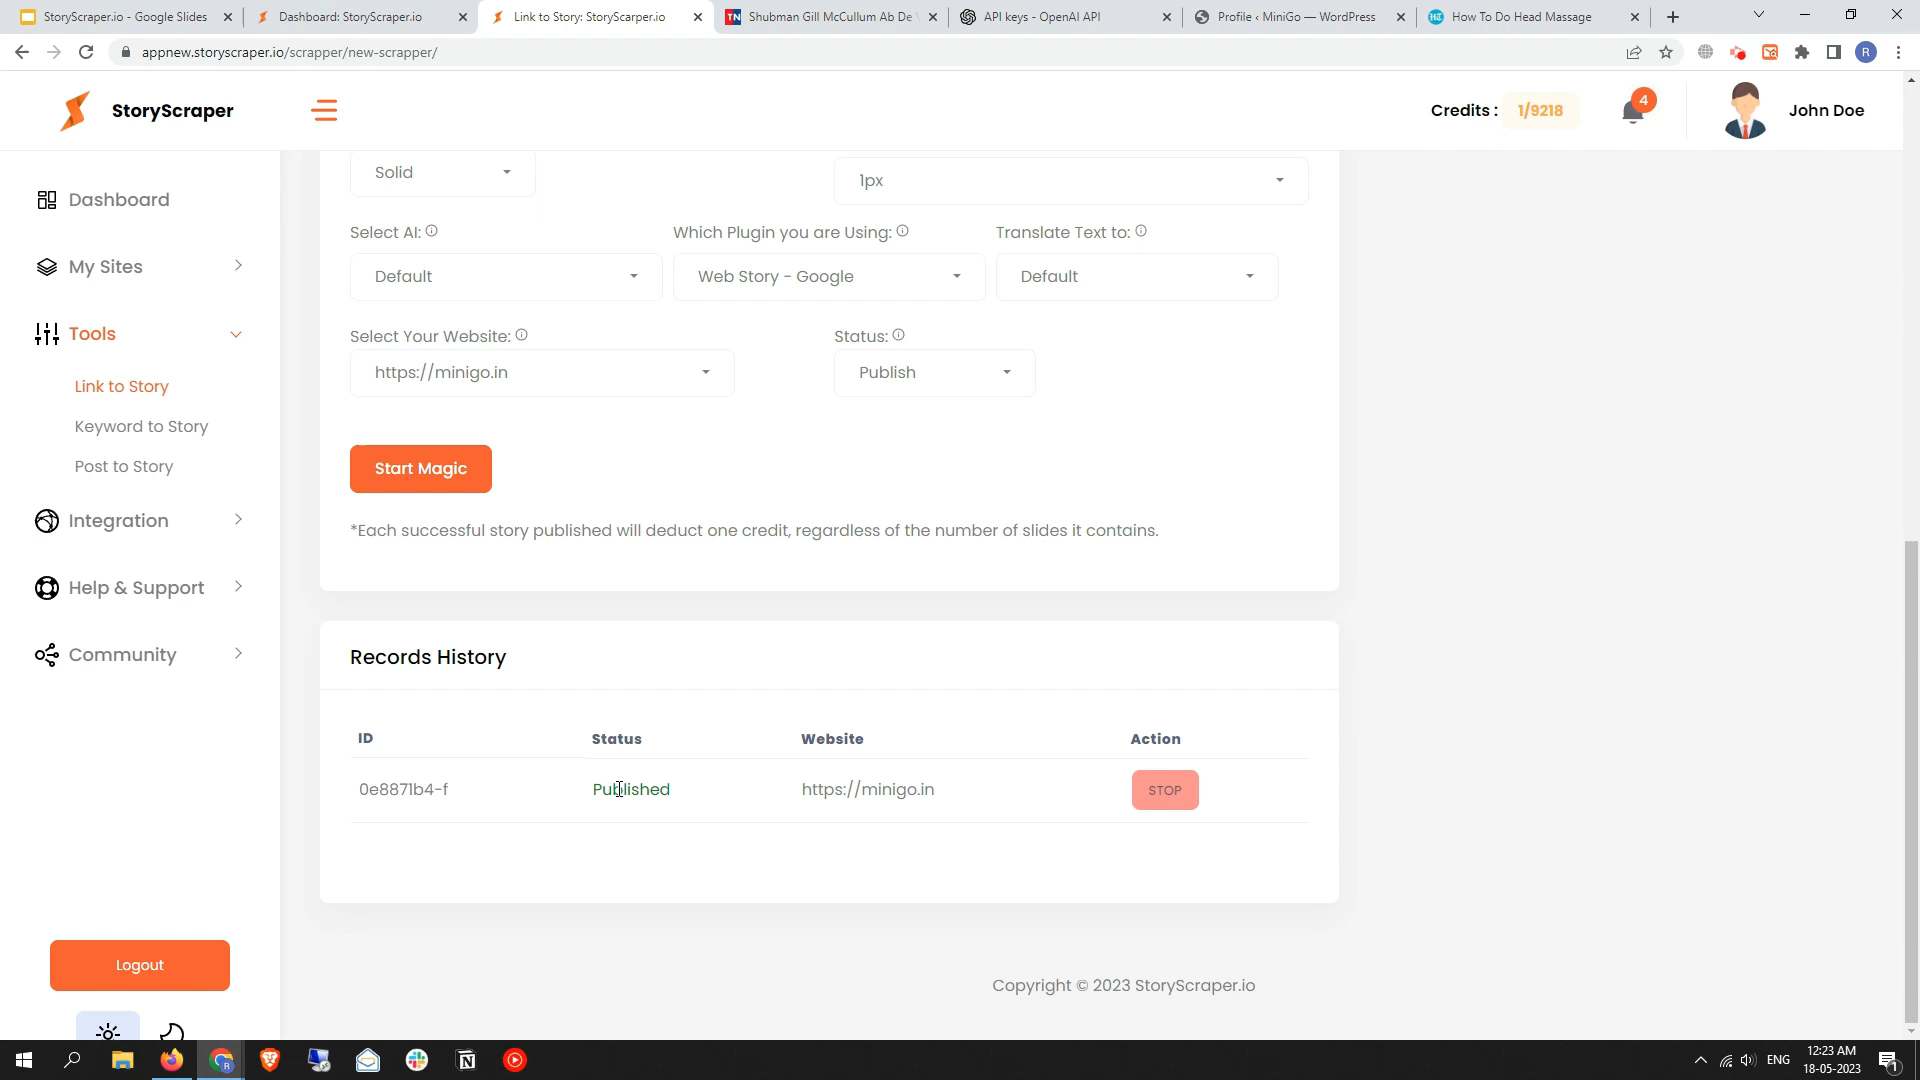 StoryScraper.io - Google Slides
Dashboard: StoryScraper.io
Link to Story: StoryScarper.io
Shubman Gill McCullum Ab De
API keys - OpenAI API
Profile ‹ MiniGo — WordPress
How To Do Head Massage
appnew.storyscraper.io/scrapper/new-scrapper/
R
StoryScraper
Credits : 1/9218
4
John Doe
Dashboard
My Sites
Tools
Link to Story
Keyword to Story
Post to Story
Integration
Help & Support
Community
Logout
Solid
1px
Select AI:
Which Plugin you are Using:
Translate Text to:
Default
Web Story - Google
Default
Select Your Website:
Status:
https://minigo.in
Publish
Start Magic
*Each successful story published will deduct one credit, regardless of the number of slides it contains.
Records History
ID Status Website Action
0e8871b4-f Published https://minigo.in STOP
Copyright © 2023 StoryScraper.io
ENG
12:23 AM
18-05-2023
1